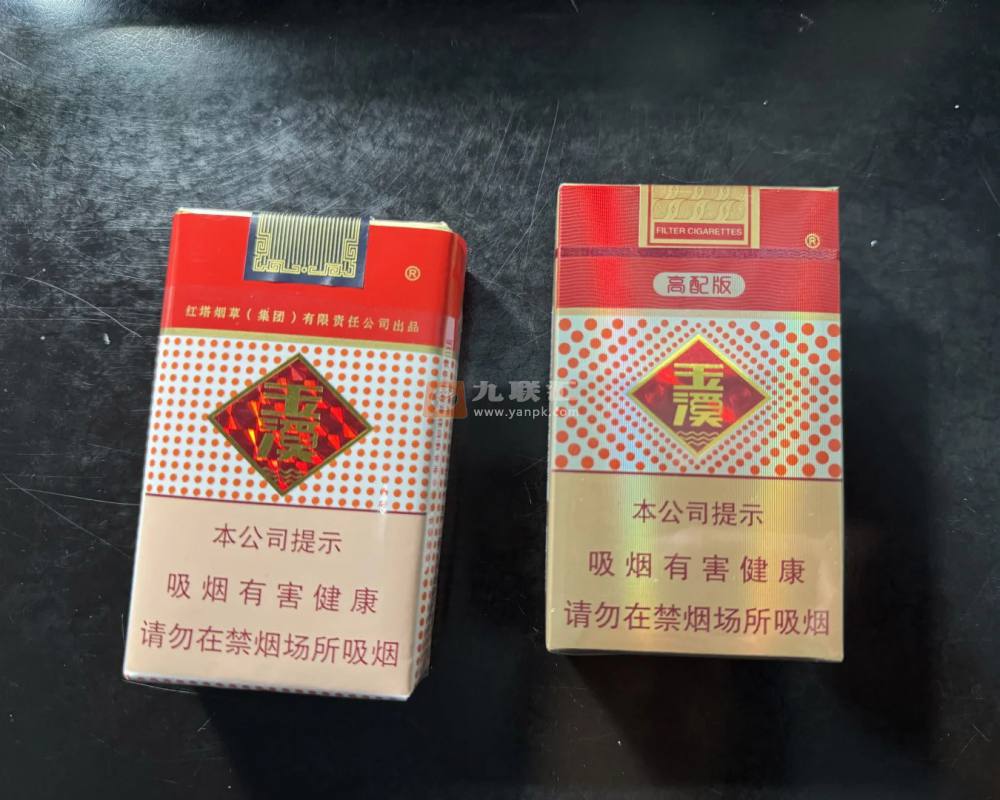 ®
红塔烟草（集团）有限责任公司出品
玉溪
本公司提示
吸烟有害健康
请勿在禁烟场所吸烟
FILTER CIGARETTES
®
高配版
玉溪
本公司提示
吸烟有害健康
请勿在禁烟场所吸烟
九联汇
www.yanpk.com